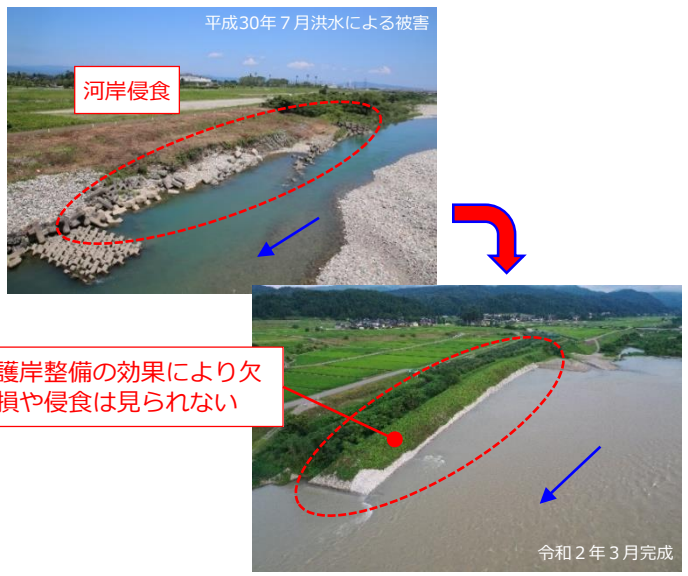 平成30年７月洪水による被害
河岸侵食
護岸整備の効果により欠
損や侵食は見られない
令和２年３月完成